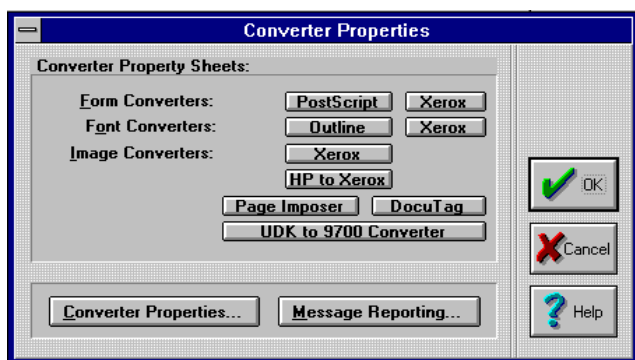 Converter Properties
Converter Property Sheets:
Form Converters: PostScript Xerox
Font Converters: Outline Xerox
Image Converters: Xerox
HP to Xerox
Page Imposer DocuTag
UDK to 9700 Converter
OK
Cancel
Converter Properties... Message Reporting... Help